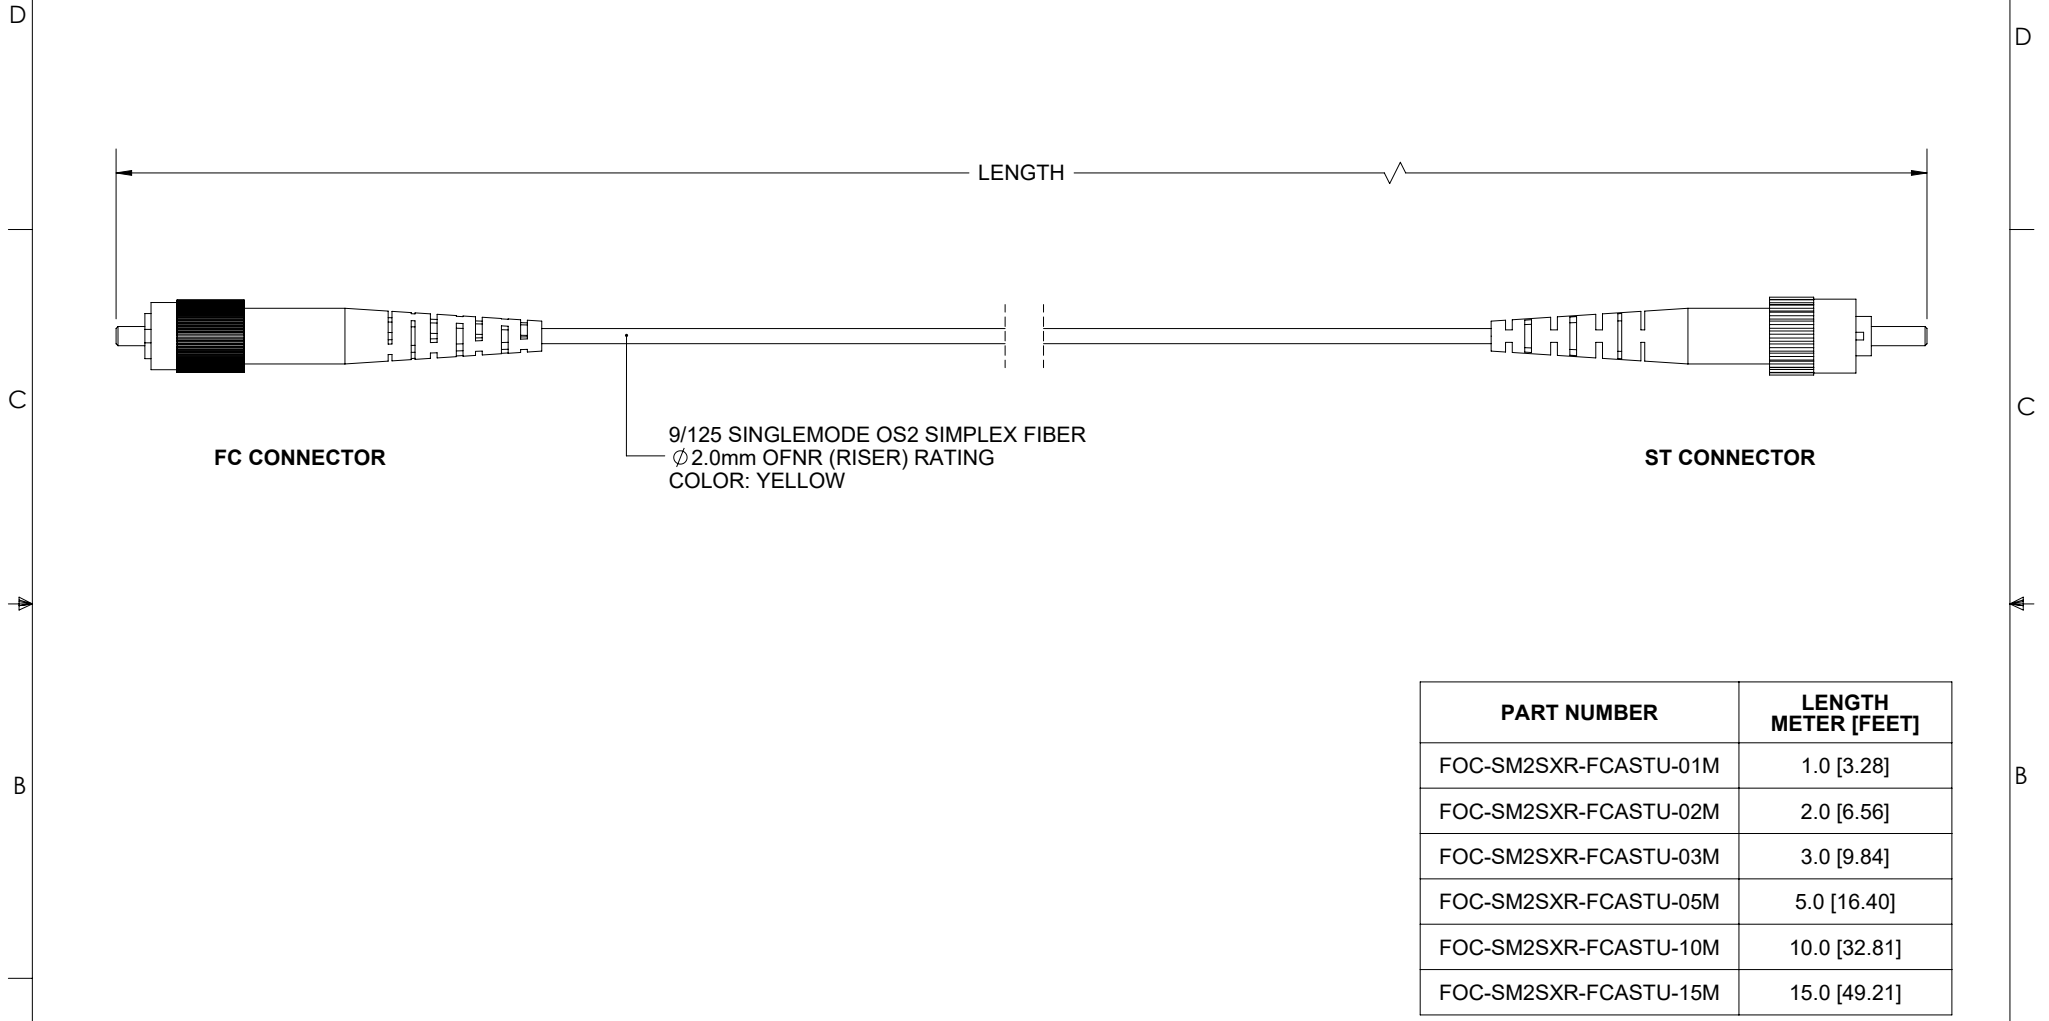 D
D
LENGTH
9/125 SINGLEMODE OS2 SIMPLEX FIBER
⌀2.0mm OFNR (RISER) RATING
COLOR: YELLOW
FC CONNECTOR
ST CONNECTOR
C
C
PART NUMBER
LENGTH
METER [FEET]
FOC-SM2SXR-FCASTU-01M 1.0 [3.28]
FOC-SM2SXR-FCASTU-02M 2.0 [6.56]
FOC-SM2SXR-FCASTU-03M 3.0 [9.84]
FOC-SM2SXR-FCASTU-05M 5.0 [16.40]
FOC-SM2SXR-FCASTU-10M 10.0 [32.81]
FOC-SM2SXR-FCASTU-15M 15.0 [49.21]
B
B